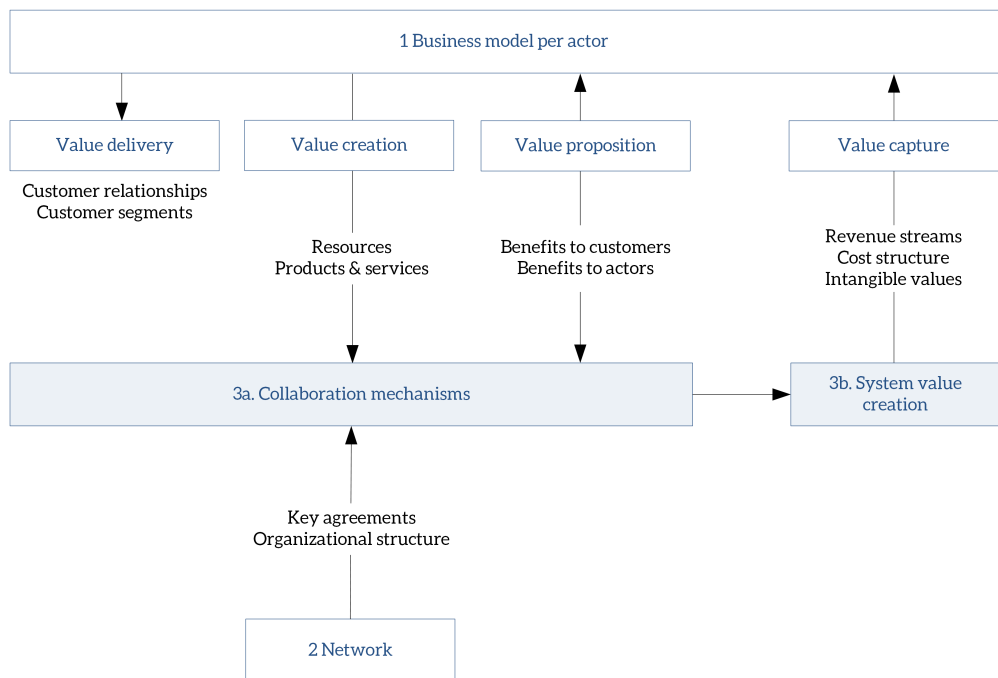 1 Business model per actor
Value delivery
Value creation
Value proposition
Value capture
Customer relationships
Customer segments
Resources
Products & services
Benefits to customers
Benefits to actors
Revenue streams
Cost structure
Intangible values
3a. Collaboration mechanisms
3b. System value
creation
Key agreements
Organizational structure
2 Network